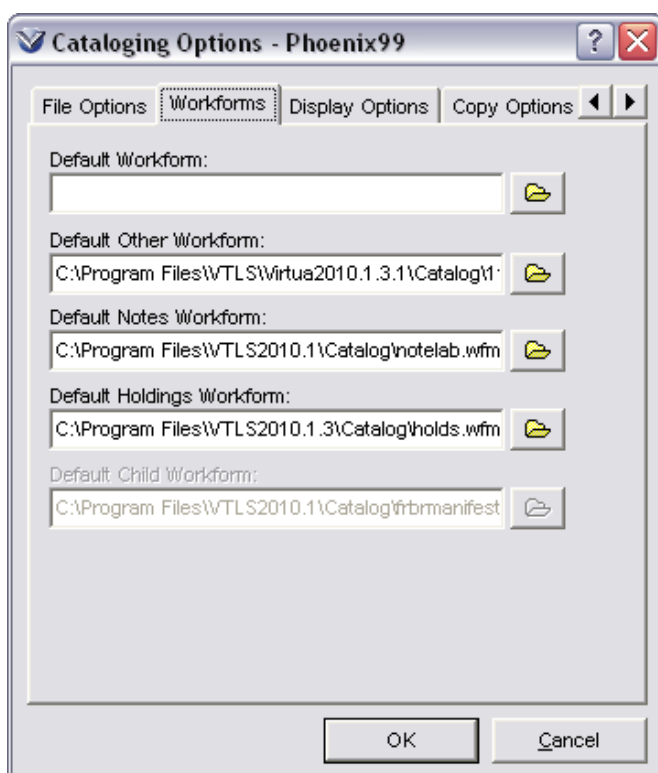 Cataloging Options - Phoenix99
File Options Workforms Display Options Copy Options
Default Workform:
Default Other Workform:
C:\Program Files\VTLS\Virtua2010.1.3.1\Catalog\1
Default Notes Workform:
C:\Program Files\VTLS2010.1\Catalog\notelab.wfm
Default Holdings Workform:
C:\Program Files\VTLS2010.1.3\Catalog\holds.wfm
Default Child Workform:
C:\Program Files\VTLS2010.1\Catalog\frbrmanifest
OK Cancel